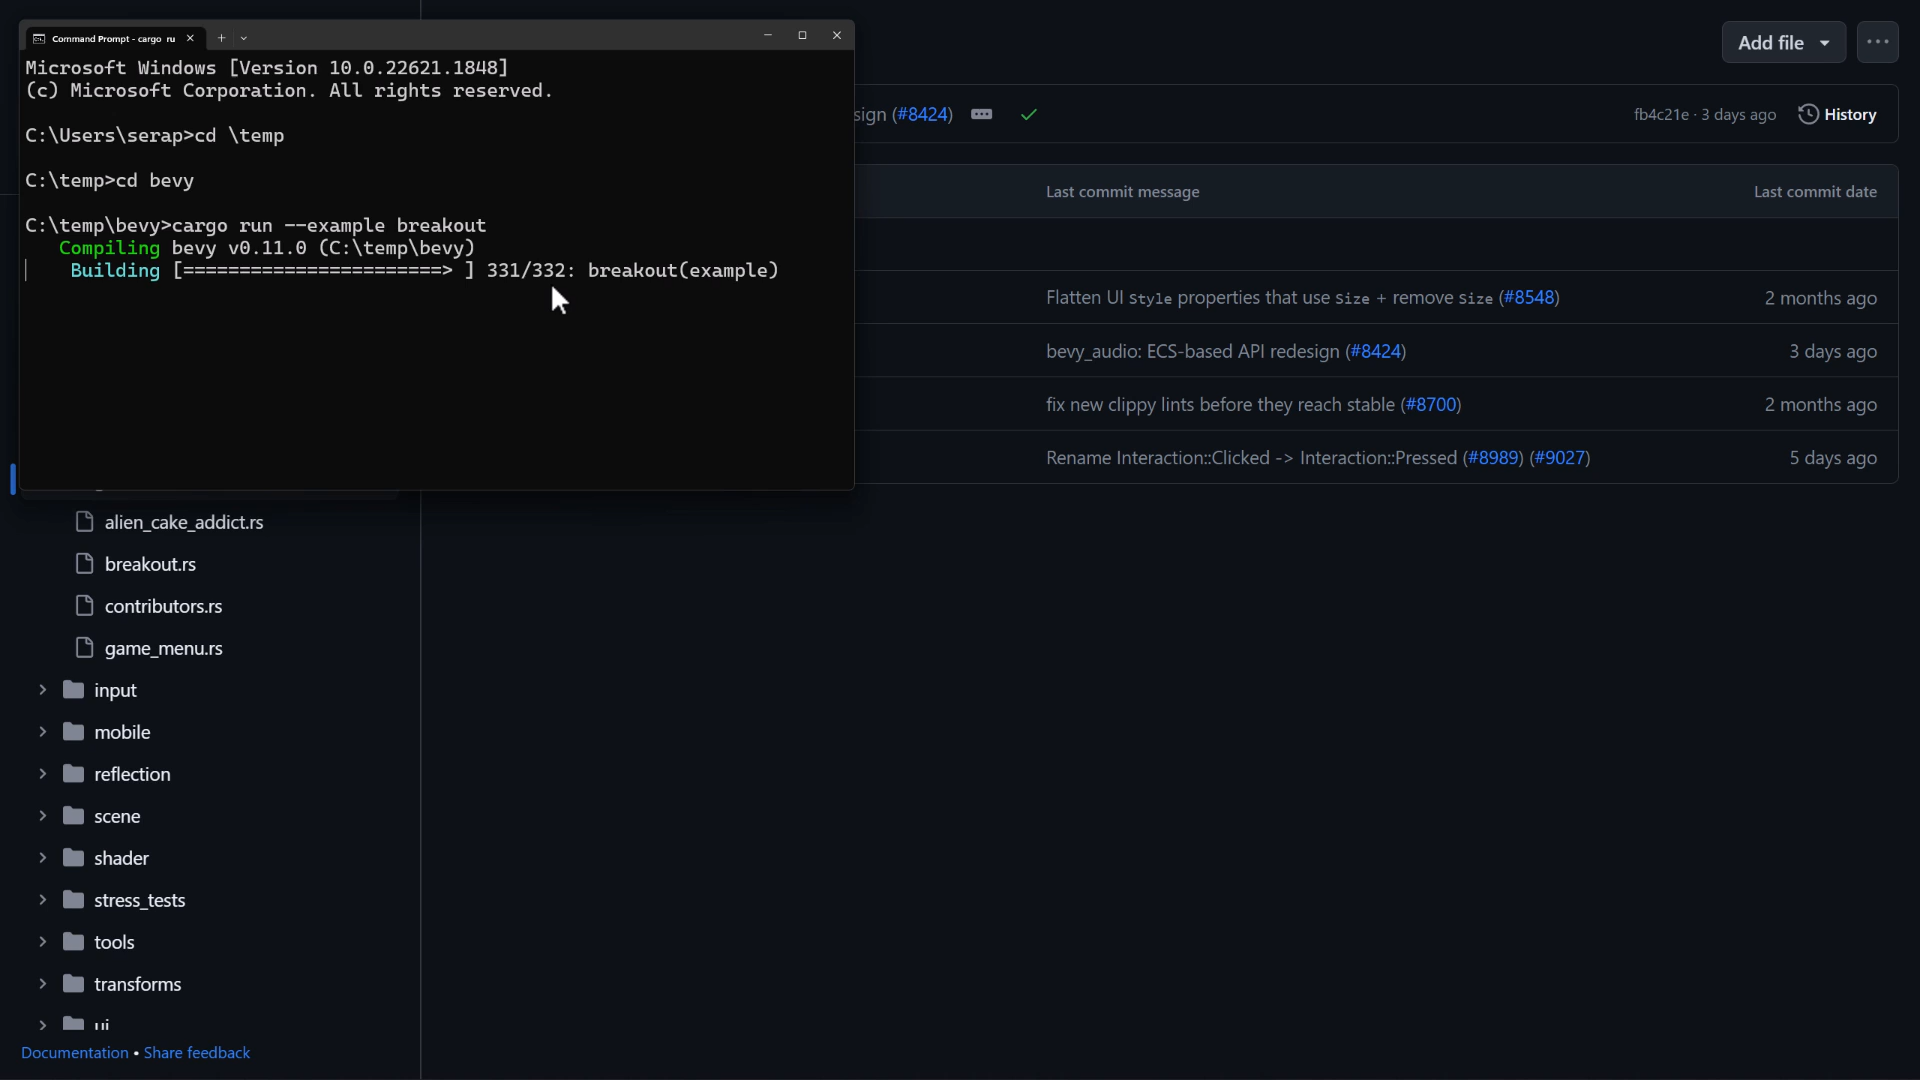 Command Prompt - cargo  ru
Microsoft Windows [Version 10.0.22621.1848]
(c) Microsoft Corporation. All rights reserved.
C:\Users\serap>cd \temp
C:\temp>cd bevy
C:\temp\bevy>cargo run --example breakout
Compiling bevy v0.11.0 (C:\temp\bevy)
Building [=======================> ] 331/332: breakout(example)
Add file
sign (#8424)
fb4c21e · 3 days ago
History
Last commit message
Last commit date
Flatten UI style properties that use size + remove size (#8548)
2 months ago
bevy_audio: ECS-based API redesign (#8424)
3 days ago
fix new clippy lints before they reach stable (#8700)
2 months ago
Rename Interaction::Clicked -> Interaction::Pressed (#8989) (#9027)
5 days ago
alien_cake_addict.rs
breakout.rs
contributors.rs
game_menu.rs
input
mobile
reflection
scene
shader
stress_tests
tools
transforms
ui
Documentation • Share feedback